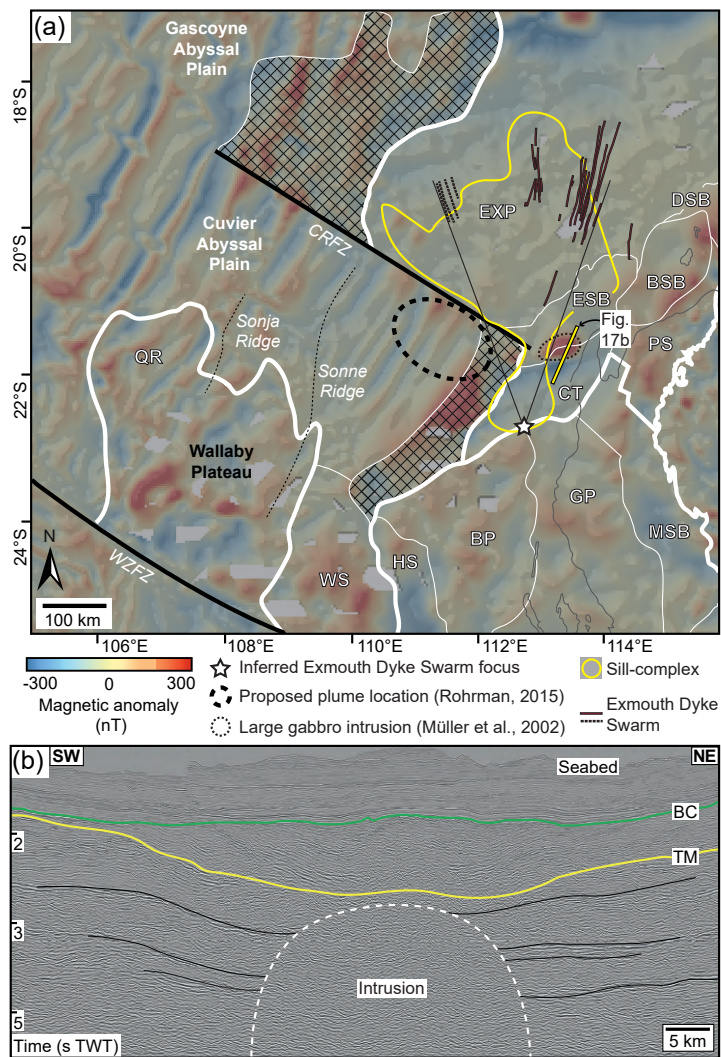 (a)
Gascoyne
Abyssal
Plain
18°S
20°S
22°S
24°S
EXP
DSB
Cuvier
Abyssal
Plain
CRFZ
BSB
ESB
Fig.
17b
Sonja
Ridge
QR
PS
Sonne
Ridge
CT
Wallaby
Plateau
GP
N
BP
MSB
HS
WS
WZFZ
100 km
106°E
108°E
110°E
112°E
114°E
-300
0
300
Magnetic anomaly
(nT)
Inferred Exmouth Dyke Swarm focus
Proposed plume location (Rohrman, 2015)
Large gabbro intrusion (Müller et al., 2002)
Sill-complex
Exmouth Dyke
Swarm
(b)
SW
NE
Seabed
BC
2
TM
3
Intrusion
5
Time (s TWT)
5 km